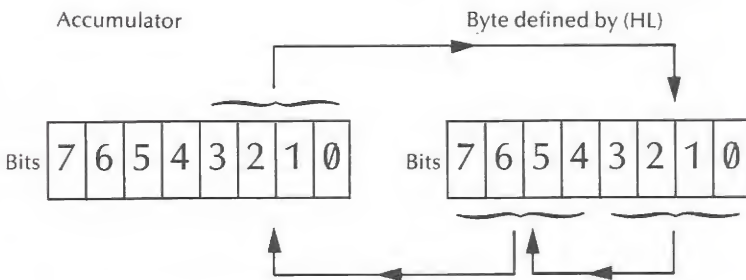 Accumulator
Byte defined by (HL)
Bits 7 6 5 4 3 2 1 0
Bits 7 6 5 4 3 2 1 0